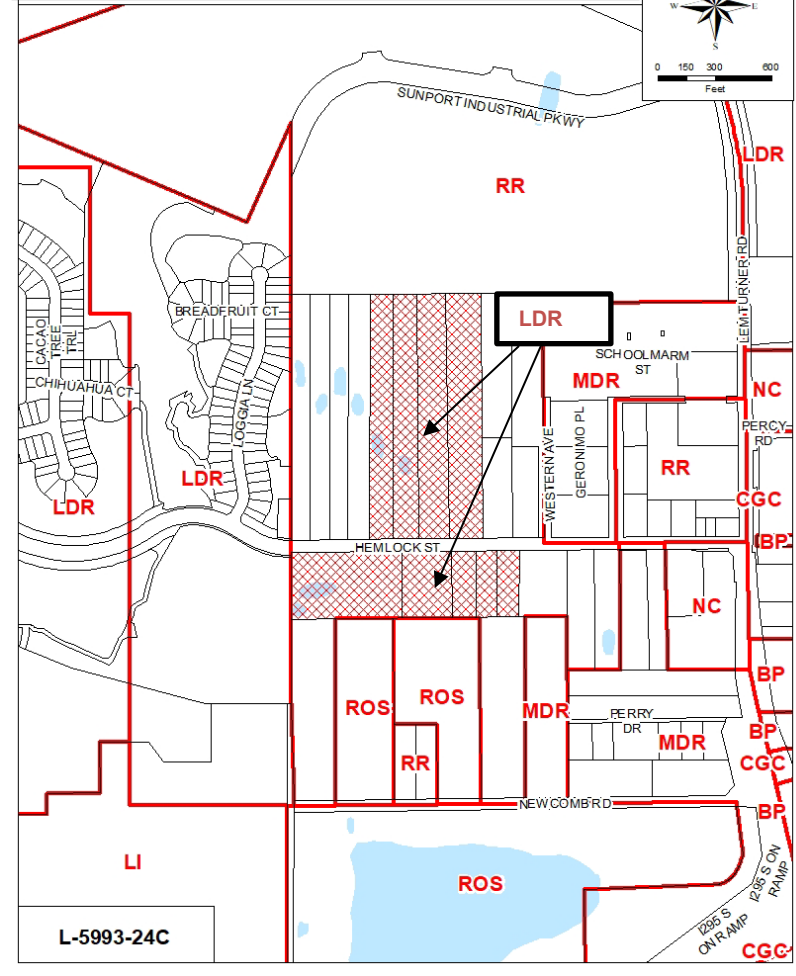 W
E
S
0 150 300 600
Feet
SUNPORT INDUSTRIAL PKWY
LDR
RR
LEM TURNER RD
BREADFRUIT CT
LDR
CACAO
TREE
TRL
SCHOOLMARM
ST
CHIHUAHUA CT
MDR
NC
LOGGIA LN
WESTERN AVE
GERONIMO PL
PERCY
RD
RR
LDR
LDR
CGC
BP
HEMLOCK ST
NC
BP
ROS
ROS
MDR
PERRY
DR
MDR
BP
CGC
RR
NEWCOMB RD
BP
LI
ROS
I295 S ON
RAMP
I295 S
ON RAMP
L-5993-24C
CGC